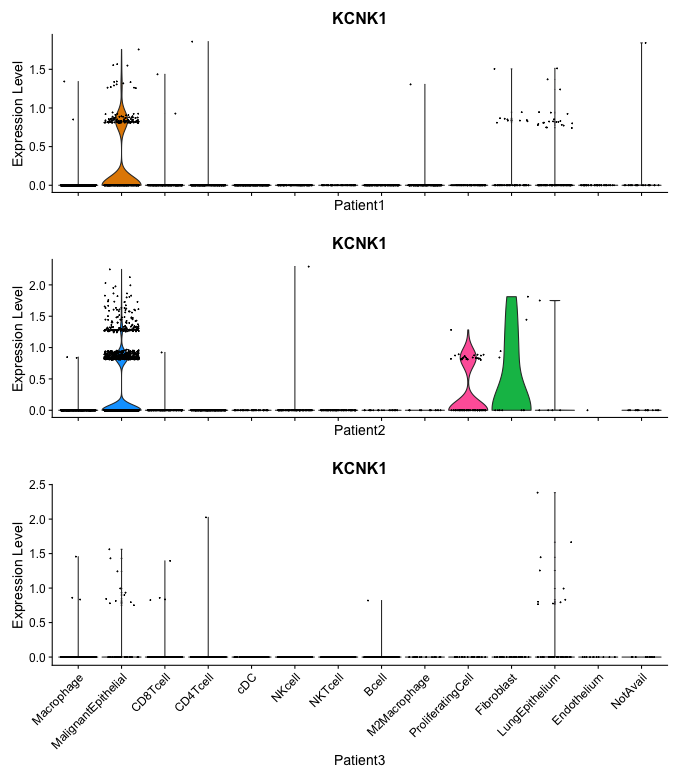 KCNK1
Expression Level
1.5
1.0
0.5
0.0
Patient1
KCNK1
Expression Level
2.0
1.5
1.0
0.5
0.0
Patient2
KCNK1
Expression Level
2.5
2.0
1.5
1.0
0.5
0.0
Macrophage
MalignantEpithelial
CD8Tcell
CD4Tcell
cDC
NKcell
NKTcell
Bcell
M2Macrophage
ProliferatingCell
Fibroblast
LungEpithelium
Endothelium
NotAvail
Patient3